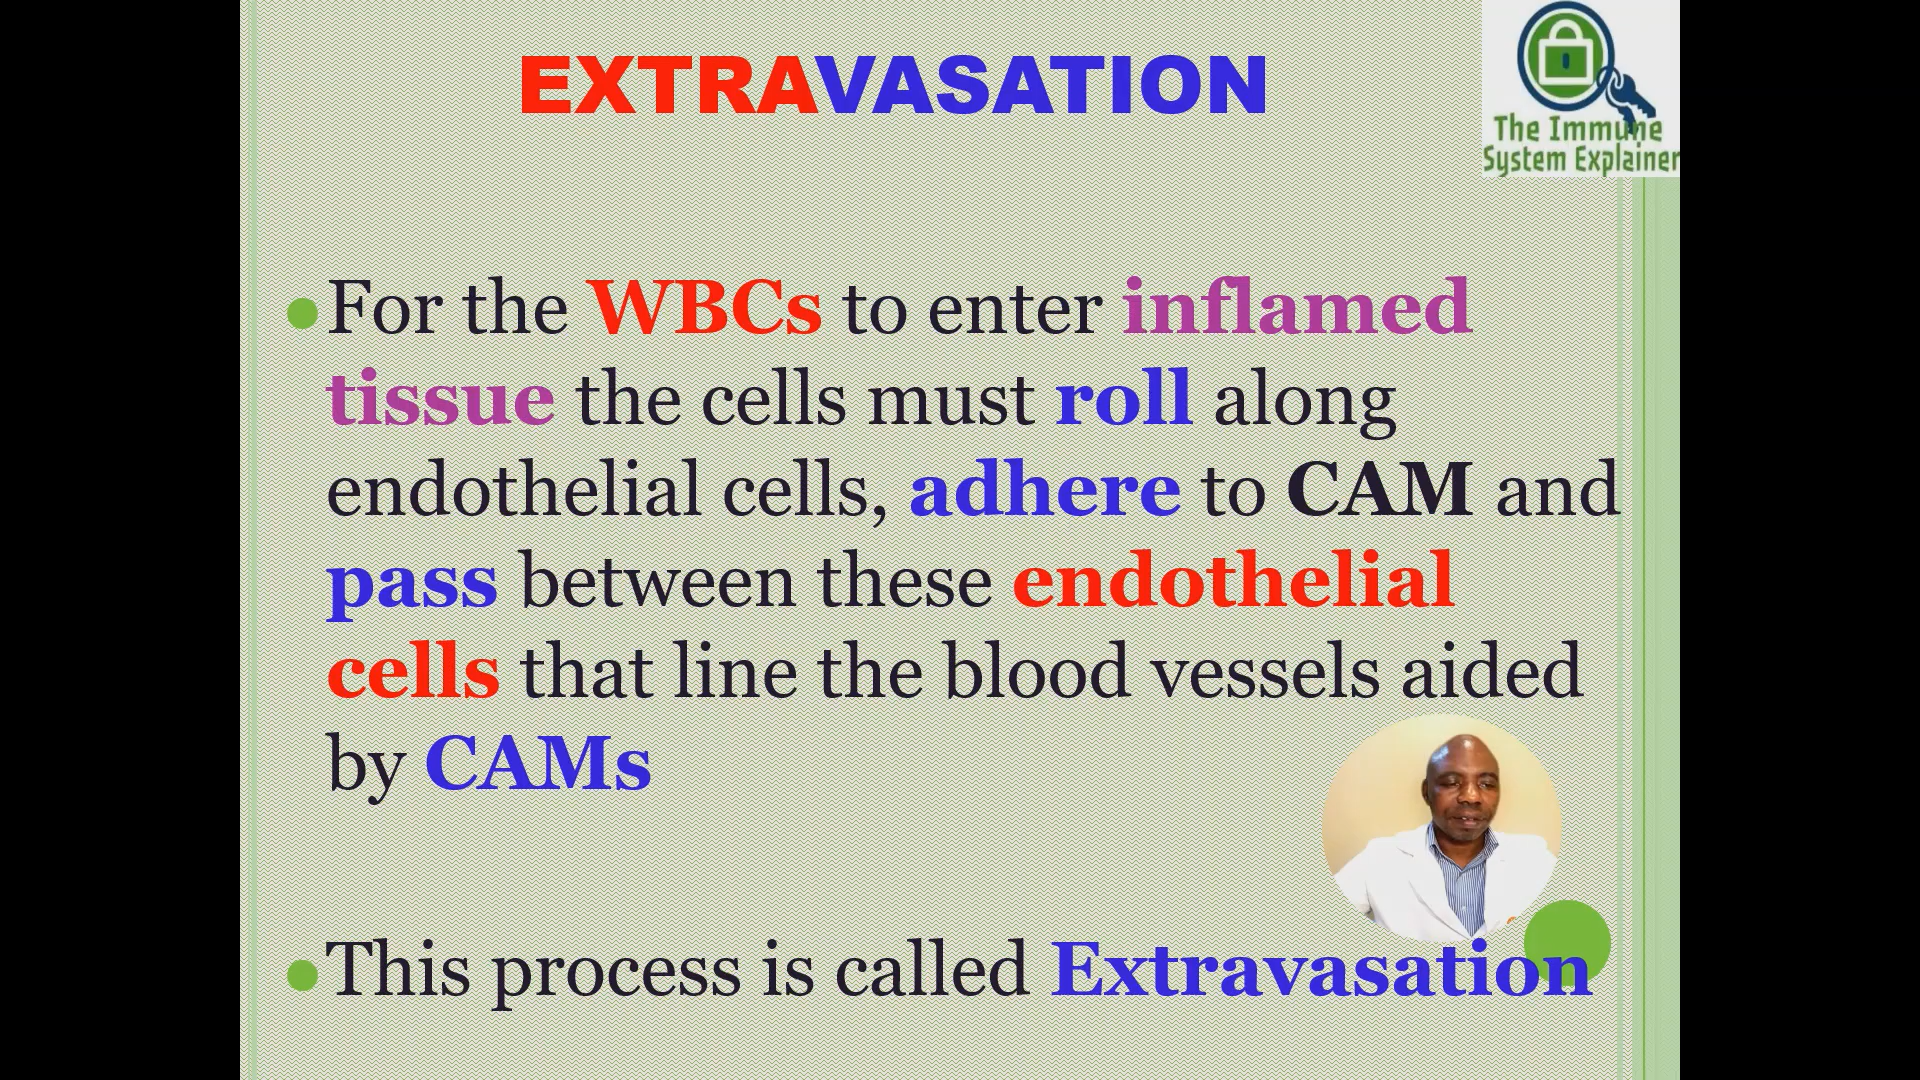 EXTRAVASATION
The Immune
System Explainer
For the WBCs to enter inflamed
tissue the cells must roll along
endothelial cells, adhere to CAM and
pass between these endothelial
cells that line the blood vessels aided
by CAMs
This process is called Extravasation